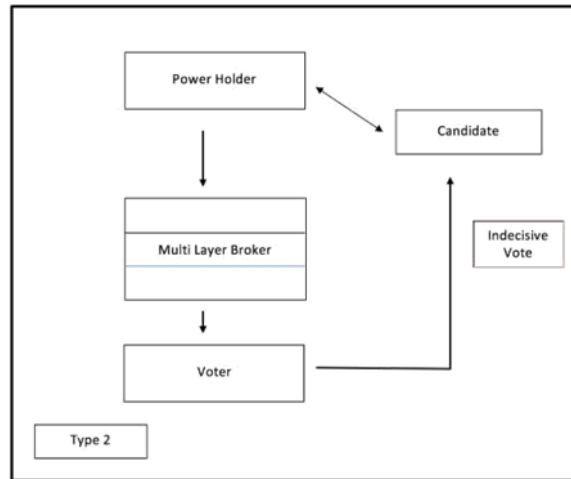 Power Holder
Candidate
Multi Layer Broker
Indecisive
Vote
Voter
Type 2